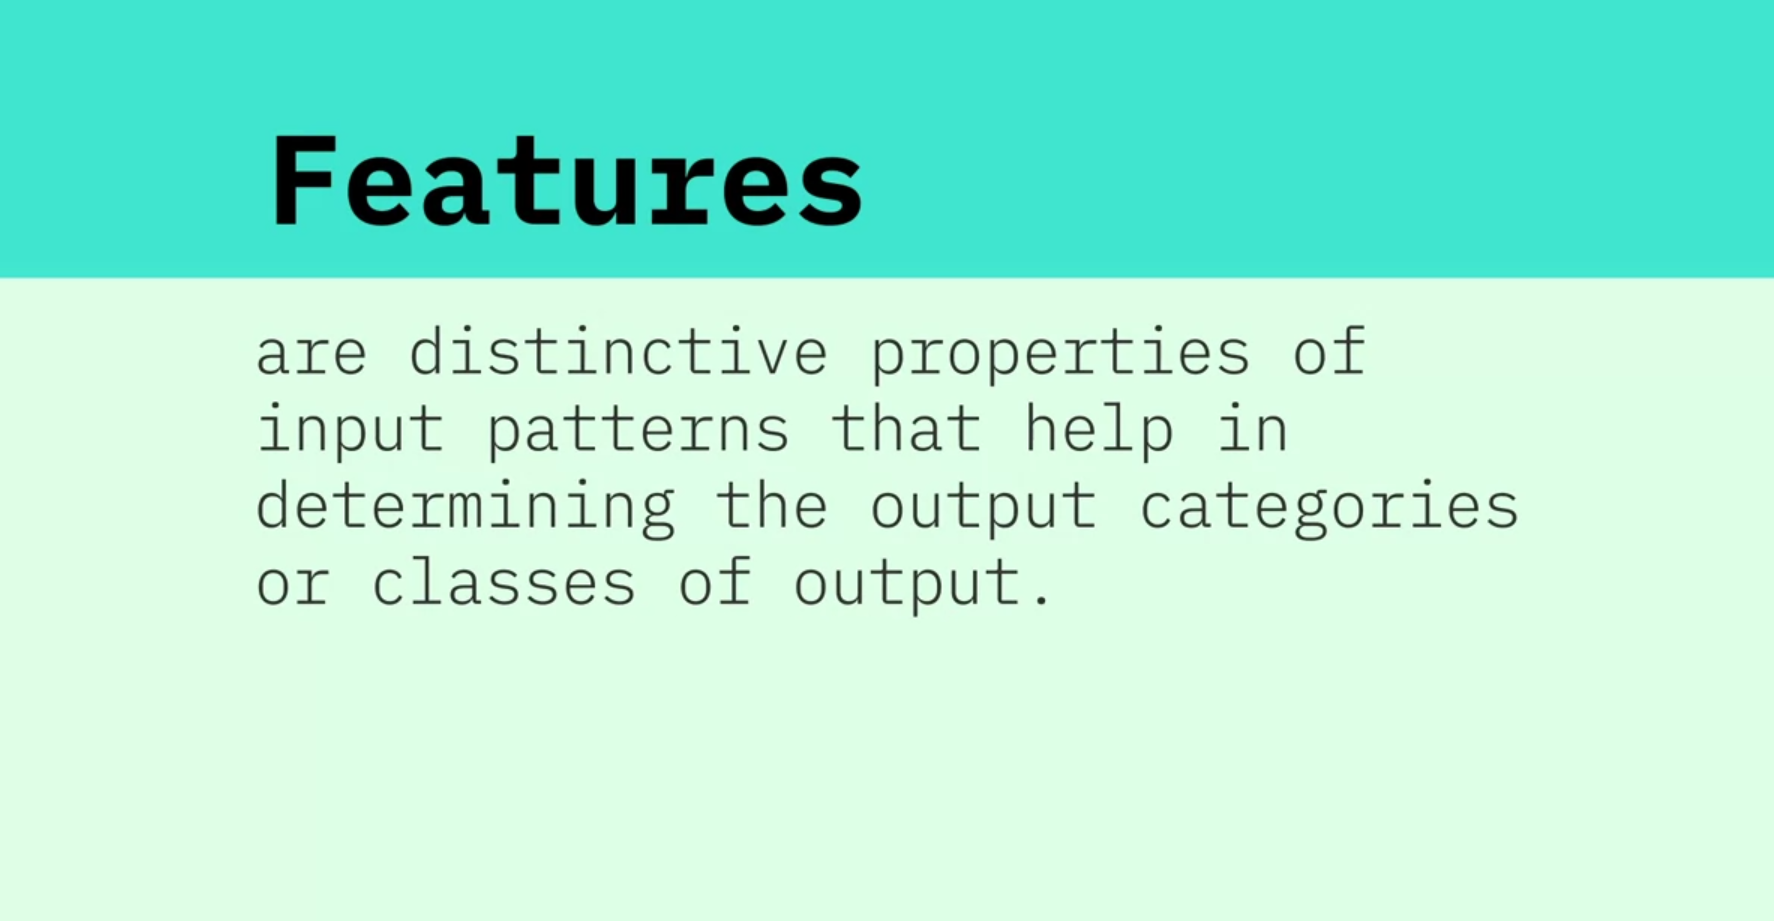 Features
are distinctive properties of
input patterns that help in
determining the output categories
or classes of output.